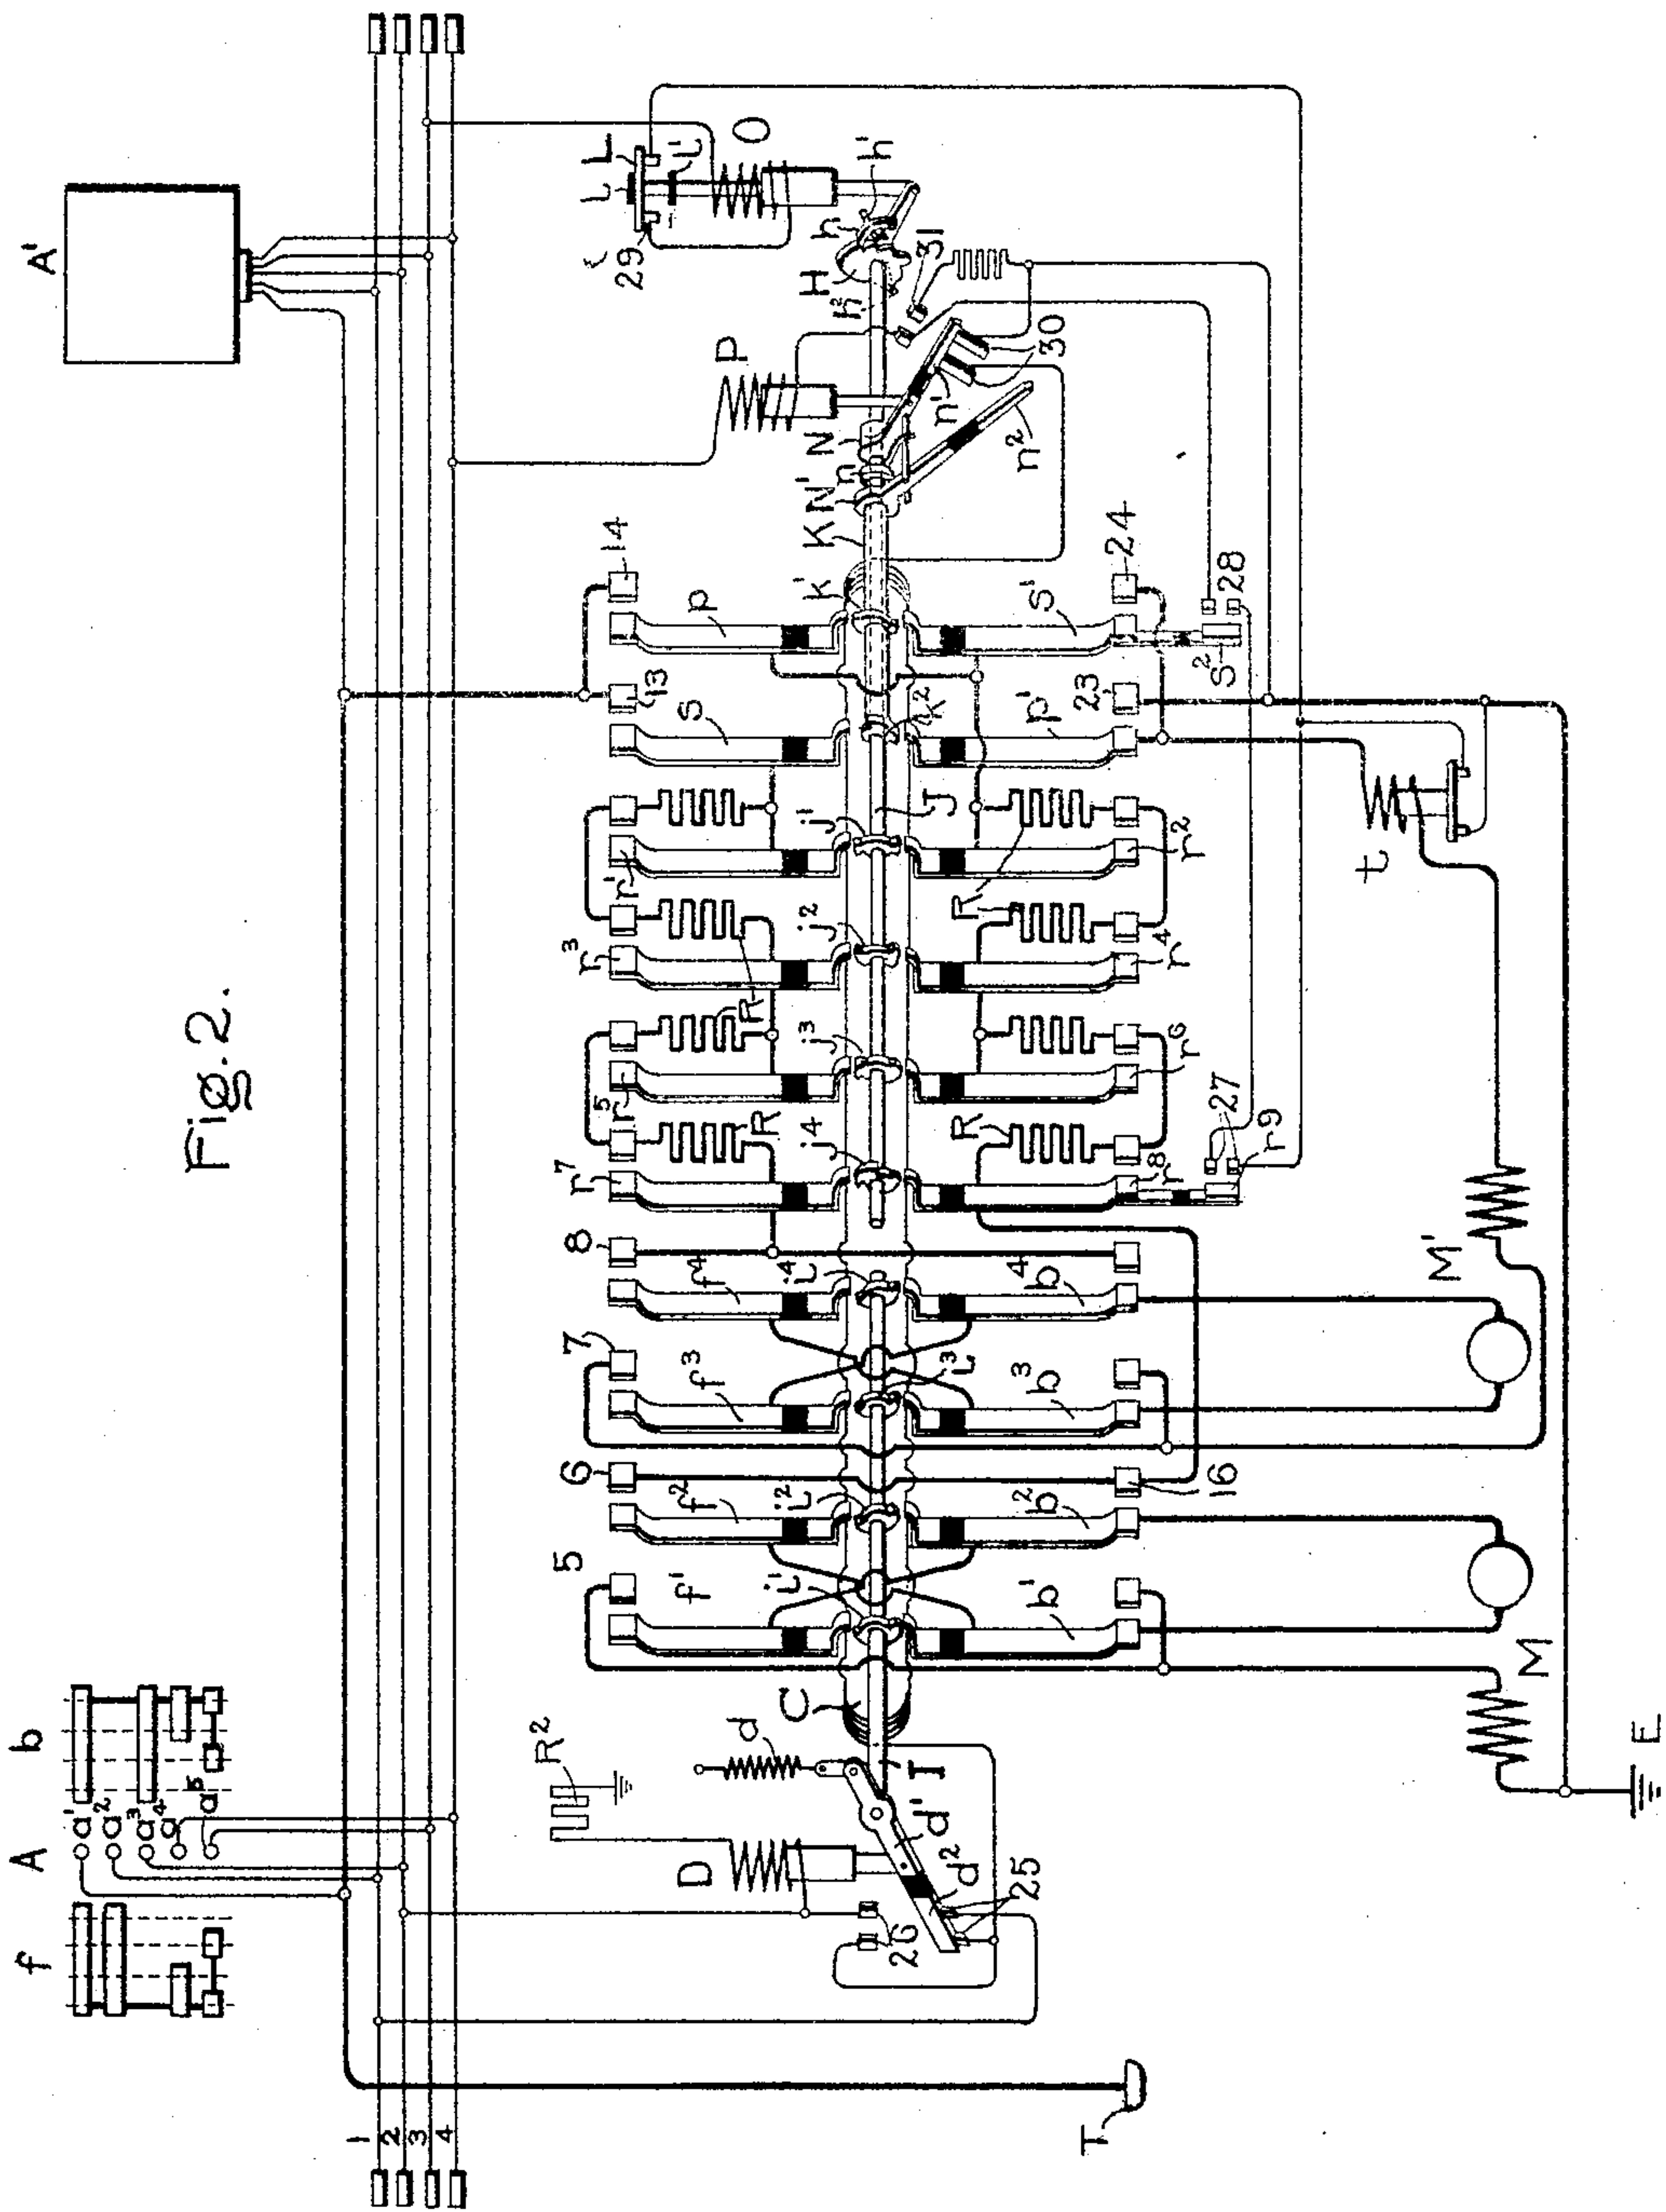 Fig. 2.
f
A
b
A'
a'
a²
a³
a⁴
a⁵
1
2
3
4
T
R²
d
D
I
d'
d²
25
26
C
5
6
7
8
13
14
f'
f²
f³
f⁴
r⁷
r⁵
r³
r'
s
p
R
R
i'
i²
i³
i⁴
j⁴
j³
j²
j'
J
k²
k'
K
K
N'
n
N
n'
n²
P
30
31
H
h²
h
h'
O
L
L
L'
29
b'
b²
b³
b⁴
16
r⁸
r⁹
27
r⁶
R
R
r⁴
r²
p'
s'
s²
23
24
28
t
M'
M
E